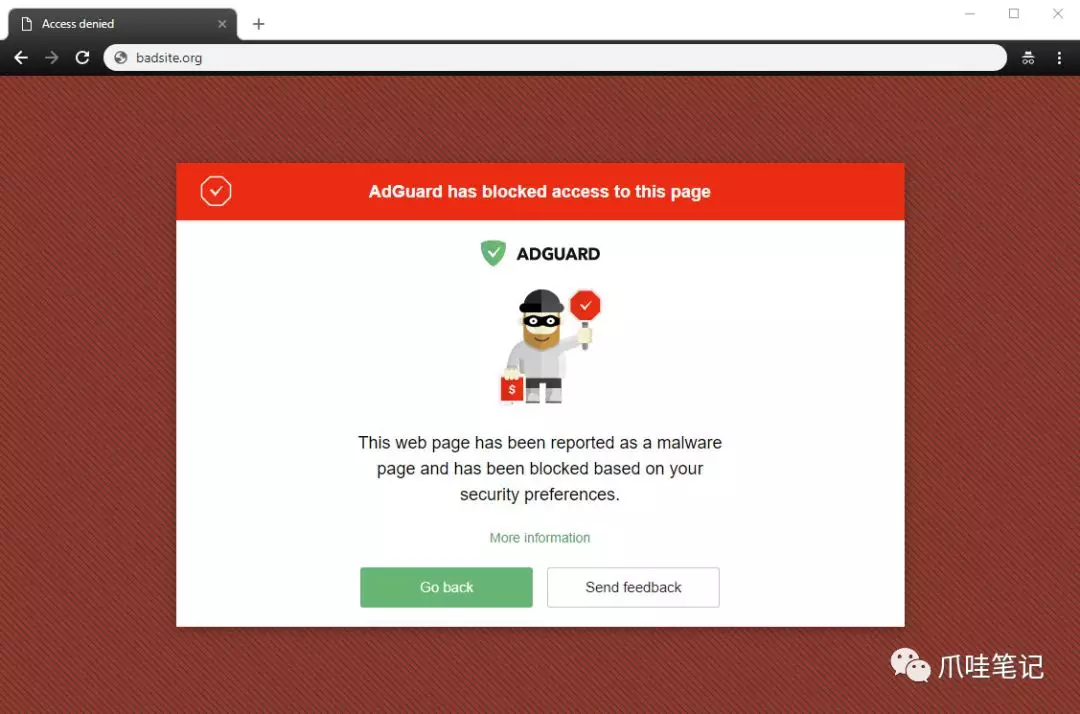 Access denied
badsite.org
AdGuard has blocked access to this page
ADGUARD
$
This web page has been reported as a malware
page and has been blocked based on your
security preferences.
More information
Go back
Send feedback
爪哇笔记